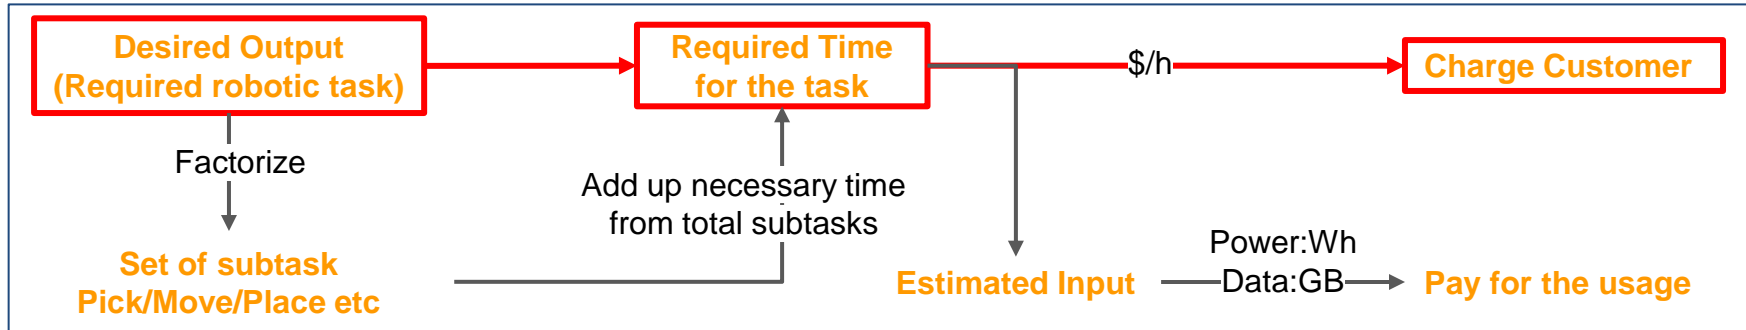 Desired Output
(Required robotic task)
Required Time
for the task
$/h
Charge Customer
Factorize
Add up necessary time
from total subtasks
Set of subtask
Pick/Move/Place etc
Estimated Input
Power:Wh
Data:GB
Pay for the usage